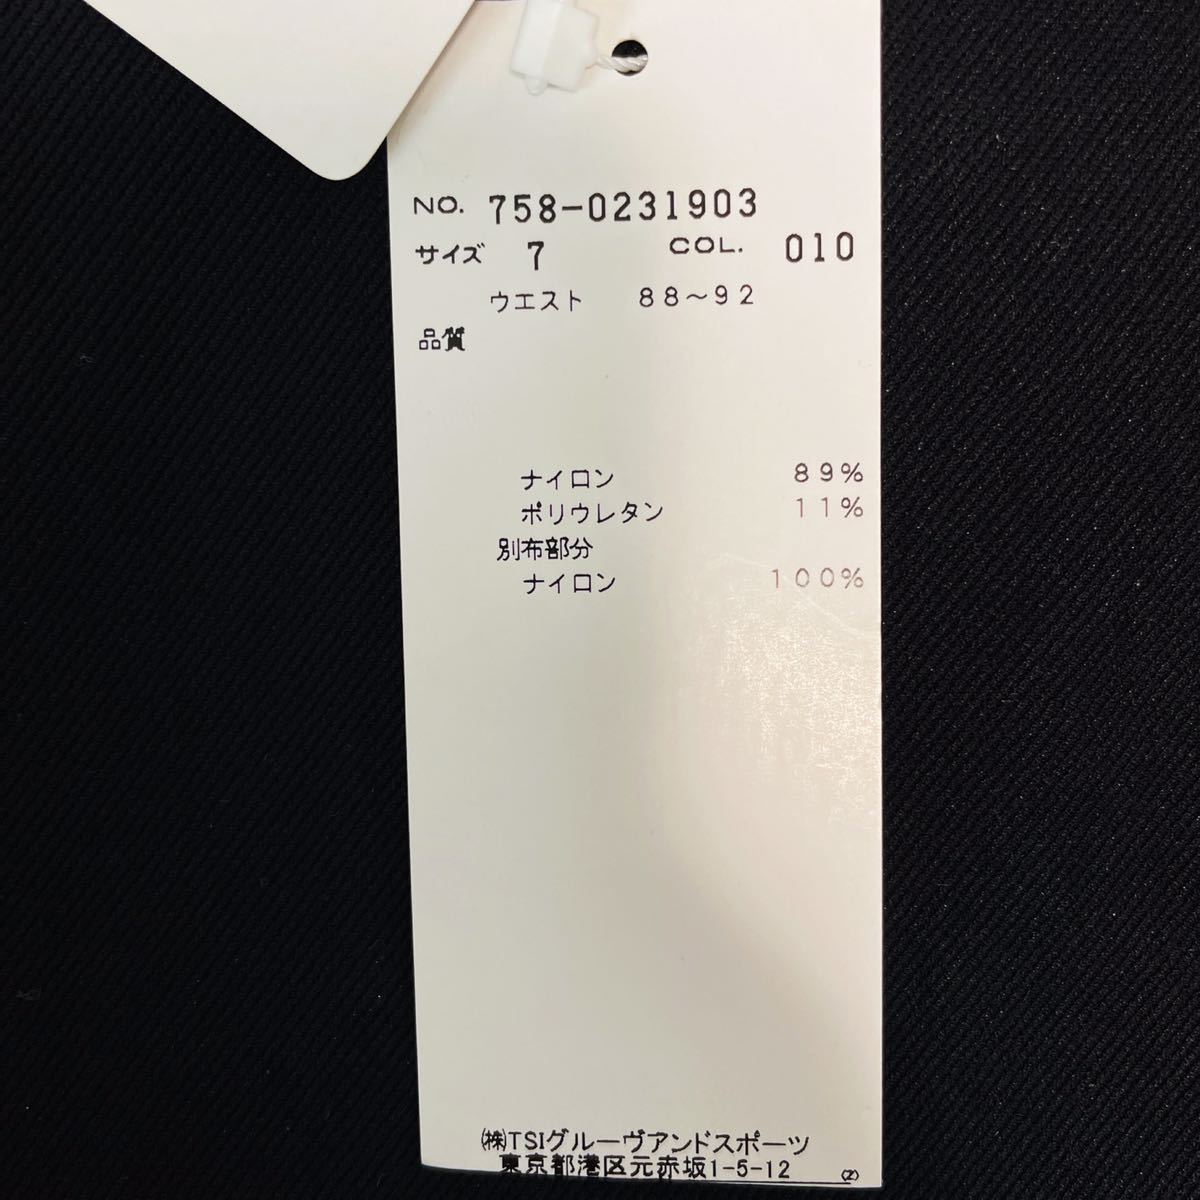 NO. 758-0231903
サイズ 7 COL. 010
ウエスト 88~92
品質
ナイロン 89%
ポリウレタン 11%
別布部分
ナイロン 100%
㈱TSIグルーヴアンドスポーツ
東京都港区元赤坂1-5-12 (Z)